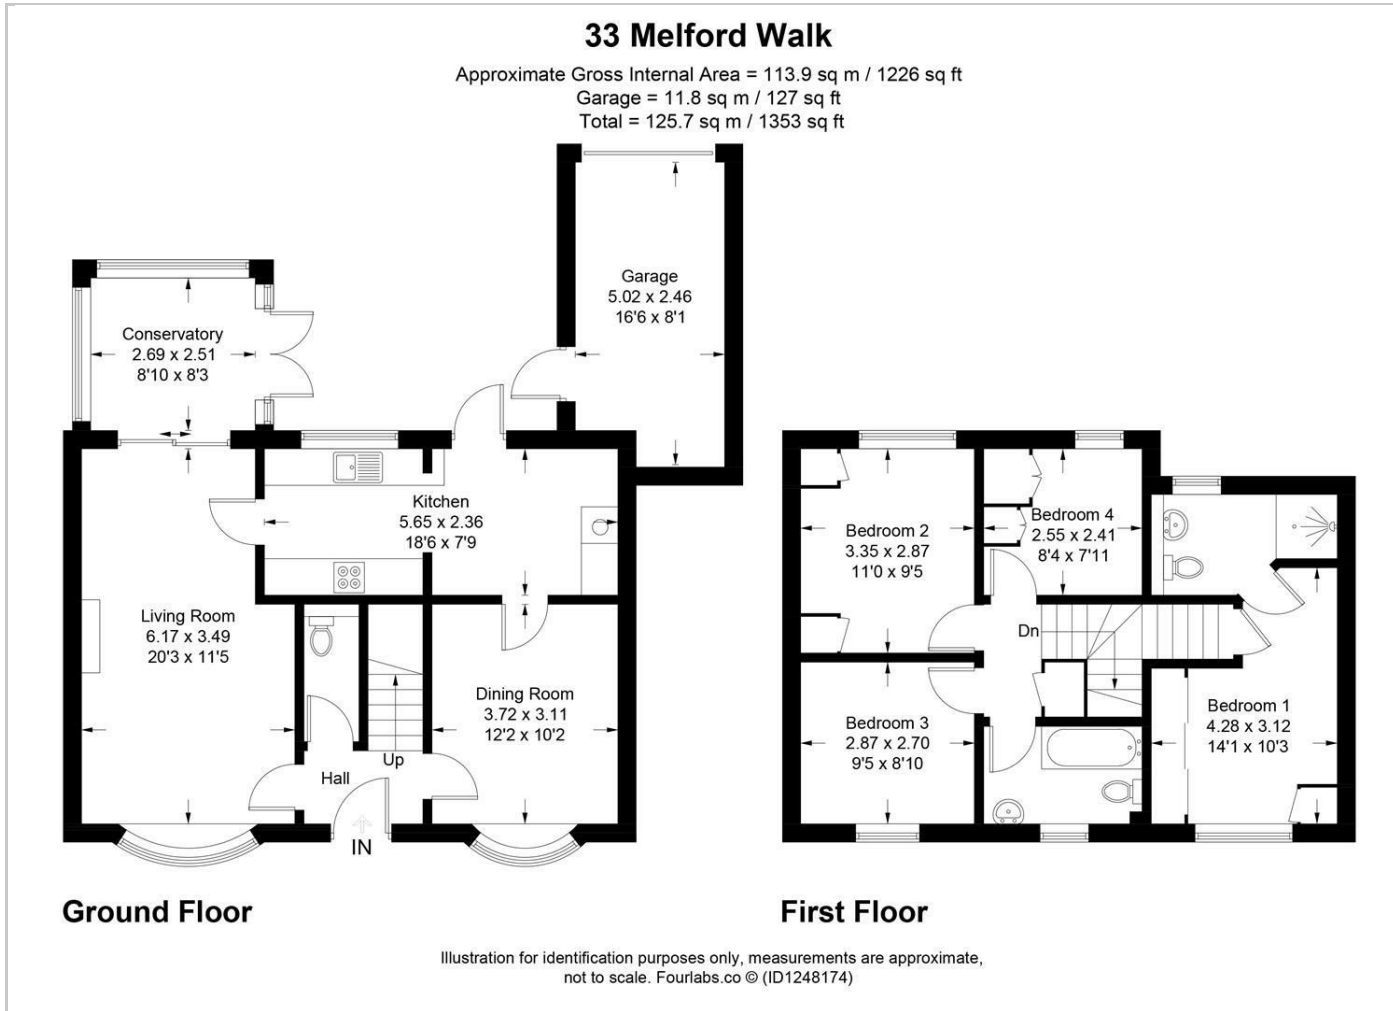 33 Melford Walk
Approximate Gross Internal Area = 113.9 sq m / 1226 sq ft
Garage = 11.8 sq m / 127 sq ft
Total = 125.7 sq m / 1353 sq ft
Garage
5.02 x 2.46
16'6 x 8'1
Conservatory
2.69 x 2.51
8'10 x 8'3
Kitchen
5.65 x 2.36
18'6 x 7'9
Living Room
6.17 x 3.49
20'3 x 11'5
Dining Room
3.72 x 3.11
12'2 x 10'2
Up
Hall
IN
Bedroom 2
3.35 x 2.87
11'0 x 9'5
Bedroom 4
2.55 x 2.41
8'4 x 7'11
Dn
Bedroom 3
2.87 x 2.70
9'5 x 8'10
Bedroom 1
4.28 x 3.12
14'1 x 10'3
Ground Floor
First Floor
Illustration for identification purposes only, measurements are approximate,
not to scale. Fourlabs.co © (ID1248174)